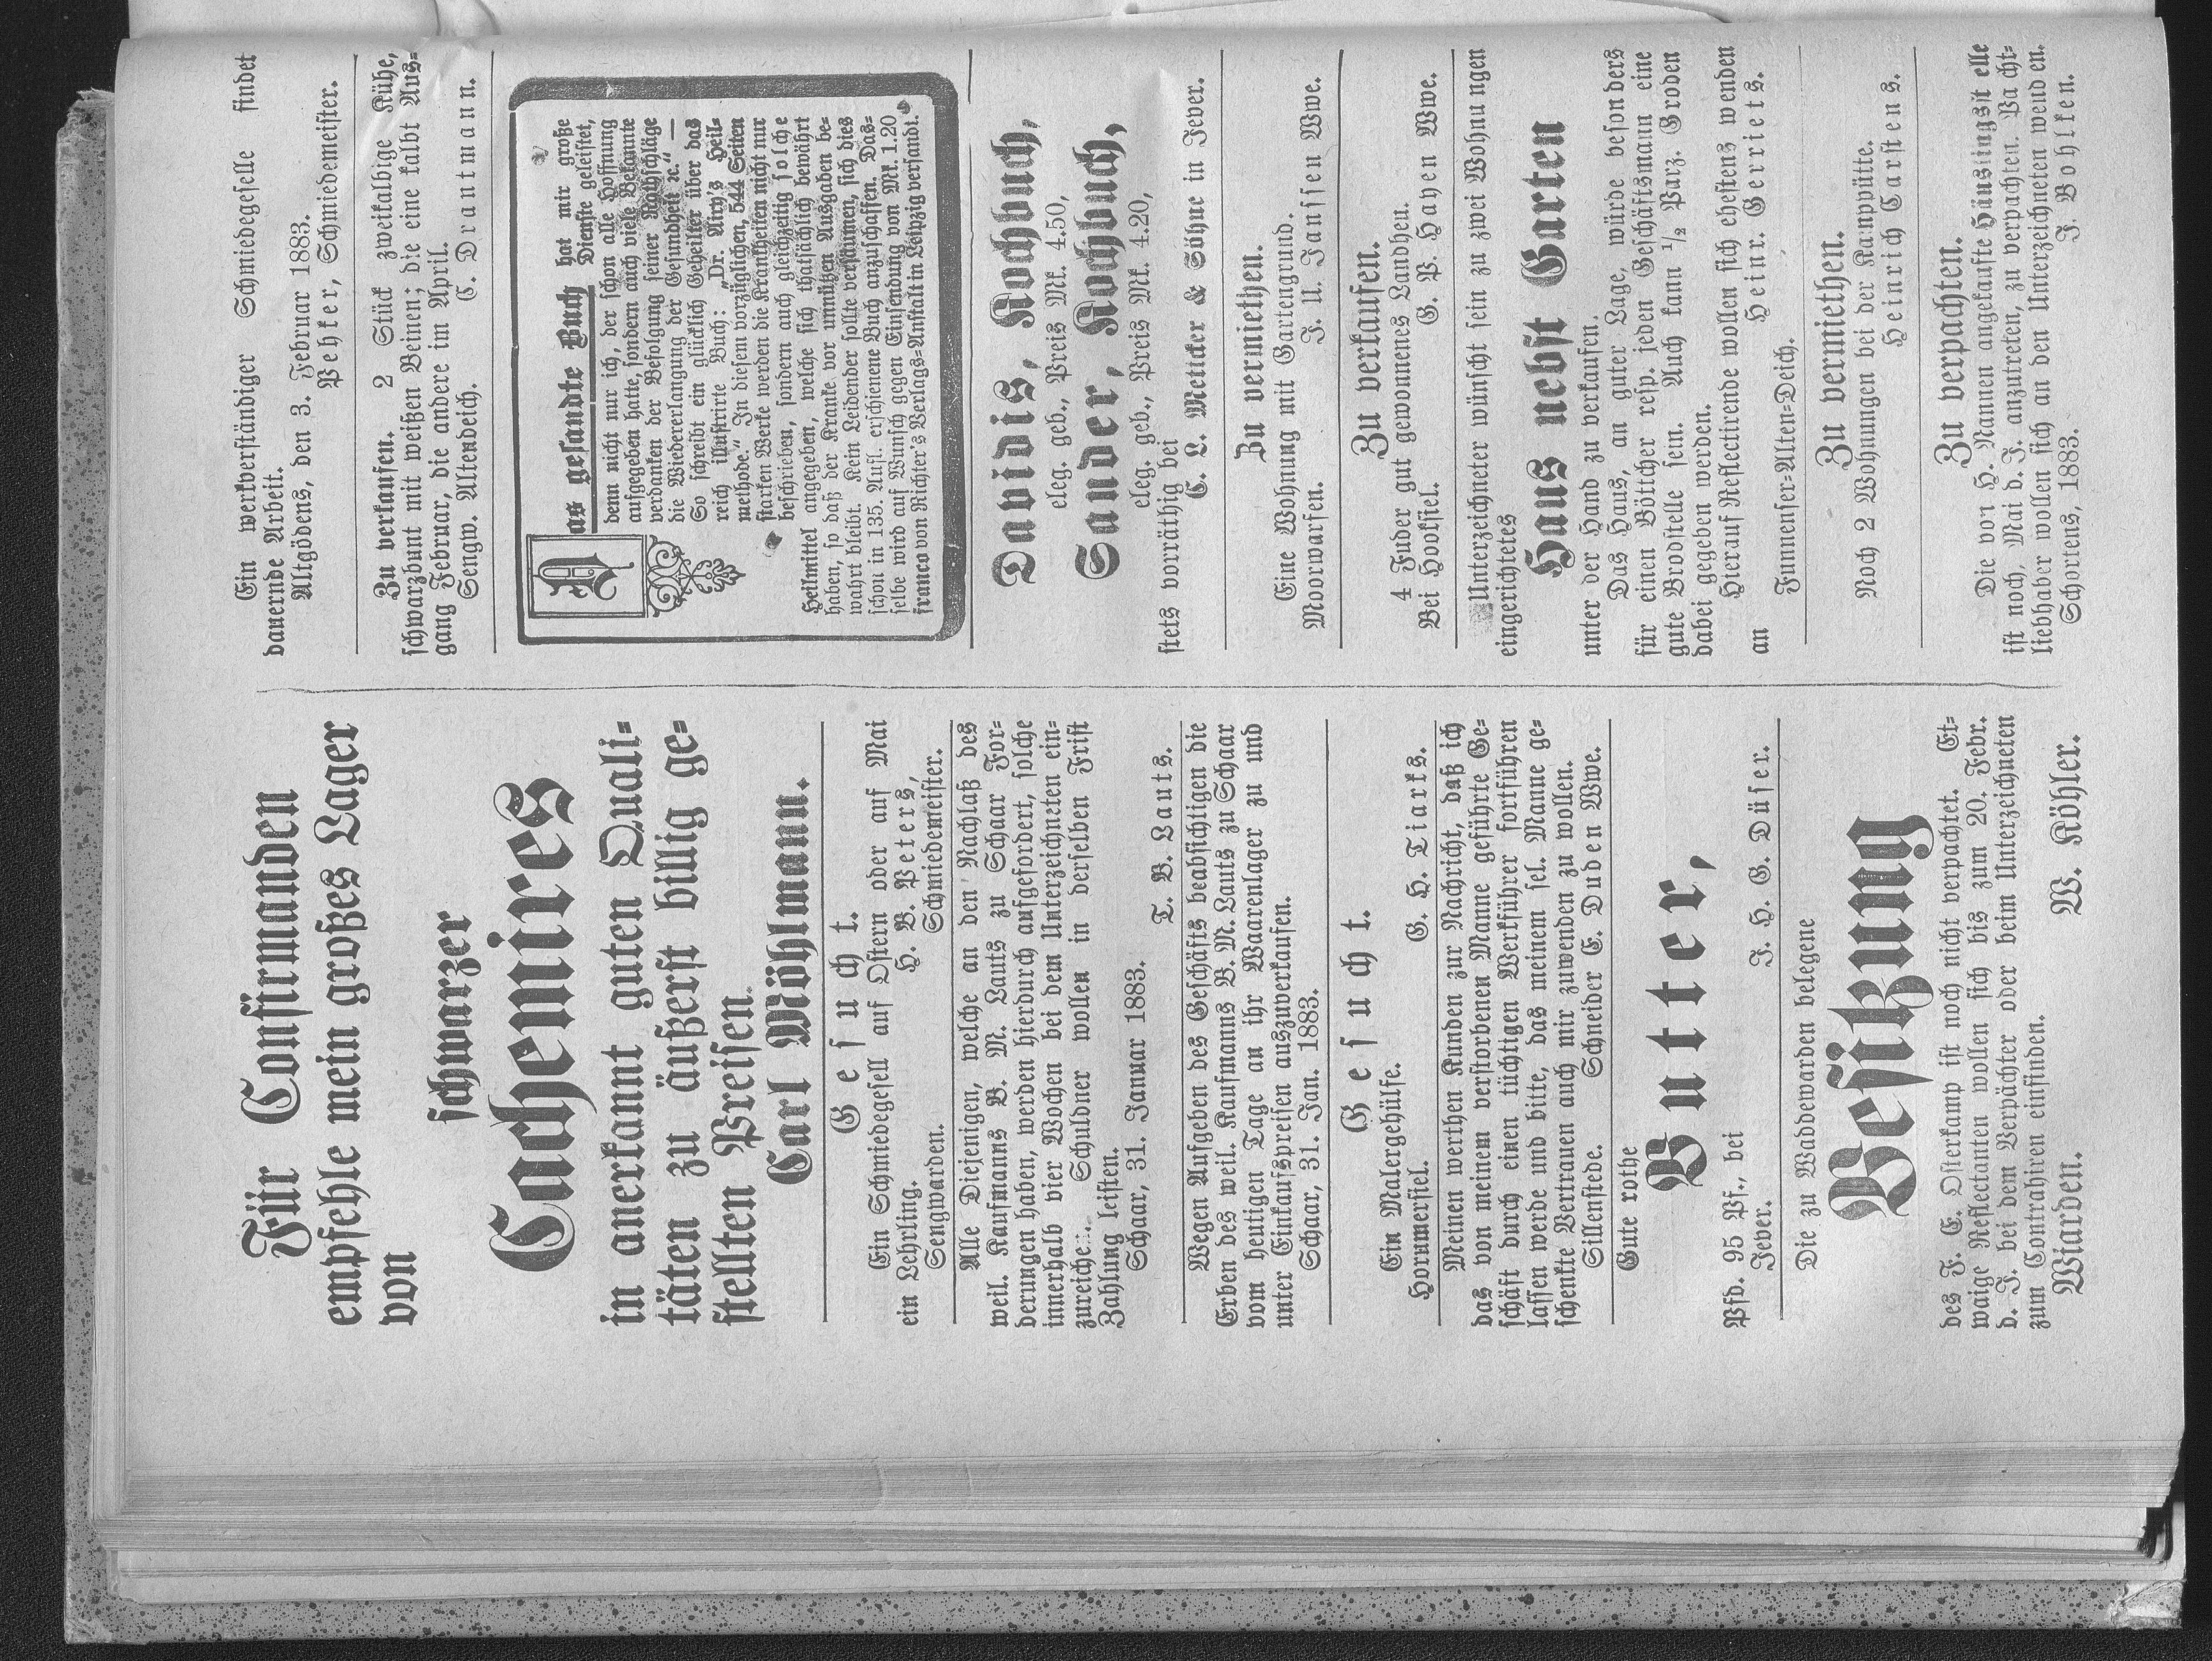 Für Confirmanden
empfehle mein großes Lager
von
schwarzer
Cachemires
in anerkannt guten Quali-
täten zu äußerst billig ge-
stellten Preisen.
Carl Möhlmann.
Gesucht.
Ein Schmiedegesell auf Ostern oder auf Mai
ein Lehrling. H. B. Peters,
Sengwarden. Schmiedemeister.
Alle Diejenigen, welche an den Nachlaß des
weil. Kaufmanns B. M. Lauts zu Schaar For-
derungen haben, werden hierdurch aufgefordert, solche
innerhalb vier Wochen bei dem Unterzeichneten ein-
zureichen. Schuldner wollen in derselben Frist
Zahlung leisten.
Schaar, 31. Januar 1883.
T. B. Lauts.
Wegen Aufgeben des Geschäfts beabsichtigen die
Erben des weil. Kaufmanns B. M. Lauts zu Schaar
vom heutigen Tage an ihr Waarenlager zu und
unter Einkaufspreisen auszuverkaufen.
Schaar, 31. Jan. 1883.
Gesucht.
Ein Malergehülfe.
Horumersiel. G. H. Tiarks.
Meinen werthen Kunden zur Nachricht, daß ich
das von meinem verstorbenen Manne geführte Ge-
schäft durch einen tüchtigen Werkführer forführen
lassen werde und bitte, das meinem sel. Manne ge-
schenkte Vertrauen auch mir zuwenden zu wollen.
Sillenstede. Schneider E. Duden Wwe.
Gute rothe
Butter,
Pfd. 95 Pf., bei
Jever. J. H. G. Düser.
Die zu Waddewarden belegene
Besitzung
des F. E. Osterkamp ist noch nicht verpachtet. Et-
waige Reflectanten wollen sich bis zum 20. Febr.
d. J. bei dem Verpächter oder beim Unterzeichneten
zum Contrahiren einfinden.
Wiarden. W. Köhler.
Ein werkverständiger Schmiedegeselle findet
dauernde Arbeit.
Altgödens, den 3. Februar 1883.
Pehker, Schmiedemeister.
Zu verkaufen. 2 Stück zweikalbige Kühe,
schwarzbunt mit weißen Beinen; die eine kalbt Aus-
gang Februar, die andere im April.
Sengw. Altendeich. C. Drantmann.
Das gesandte Buch hat mir große
Dienste geleistet,
denn nicht nur ich, der schon alle Hoffnung
aufgegeben hatte, sondern auch viele Bekannte
verdanken der Befolgung seiner Rathschläge
die Wiedererlangung der Gesundheit ꝛc.“ —
So schreibt ein glücklich Geheilter über das
reich illustrirte Buch: „Dr. Airy's Heil-
methode.“ In diesem vorzüglichen, 544 Seiten
starken Werke werden die Krankheiten nicht nur
beschrieben, sondern auch gleichzeitig solche
Heilmittel angegeben, welche sich thatsächlich bewährt
haben, so daß der Kranke vor unnützen Ausgaben be-
wahrt bleibt. Kein Leidender sollte versäumen, sich dies
schon in 135. Aufl. erschienene Buch anzuschaffen. Das-
selbe wird auf Wunsch gegen Einsendung von Mk. 1.20
franco von Richter's Verlags-Anstalt in Leipzig versandt.
Davidis, Kochbuch,
eleg. geb., Preis Mk. 4.50,
Sander, Kochbuch,
eleg. geb., Preis Mk. 4.20,
stets vorräthig bei
C. L. Mettcker & Söhne in Jever.
Zu vermiethen.
Eine Wohnung mit Gartengrund.
Moorwarfen. J. U. Janssen Wwe.
Zu verkaufen.
4 Fuder gut gewonnenes Landheu.
Bei Hooksiel. G. P. Hayen Wwe.
Unterzeichneter wünscht sein zu zwei Wohnungen
eingerichtetes
Haus nebst Garten
unter der Hand zu verkaufen.
Das Haus, an guter Lage, würde besonders
für einen Bötticher resp. jeden Geschäftsmann eine
gute Brodstelle sein. Auch kann ½ Parz. Groden
dabei gegeben werden.
Hierauf Reflectirende wollen sich ehestens wenden
an Heinr. Gerriets.
Funnenser-Alten-Deich.
Zu vermiethen.
Noch 2 Wohnungen bei der Kampütte.
Heinrich Carstens.
Zu verpachten.
Die von H. Nannen angekaufte Häuslingsstelle
ist noch, Mai d. J. anzutreten, zu verpachten. Pacht-
liebhaber wollen sich an den Unterzeichneten wenden.
Schortens, 1883. J. Bohlken.